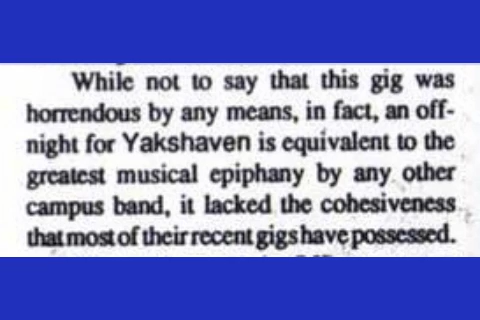 While not to say that this gig was
horrendous by any means, in fact, an off-
night for Yakshaven is equivalent to the
greatest musical epiphany by any other
campus band, it lacked the cohesiveness
that most of their recent gigs have possessed.